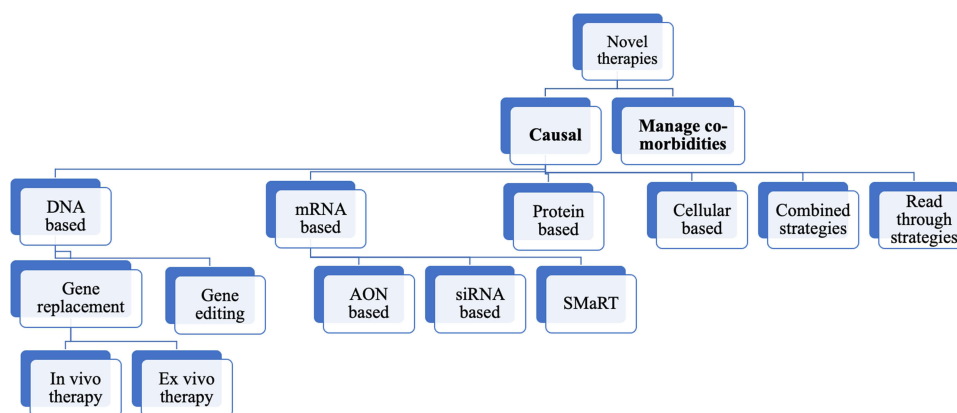 Novel
therapies
Causal
Manage co-
morbidities
DNA
based
mRNA
based
Protein
based
Cellular
based
Combined
strategies
Read
through
strategies
Gene
replacement
Gene
editing
AON
based
siRNA
based
SMaRT
In vivo
therapy
Ex vivo
therapy